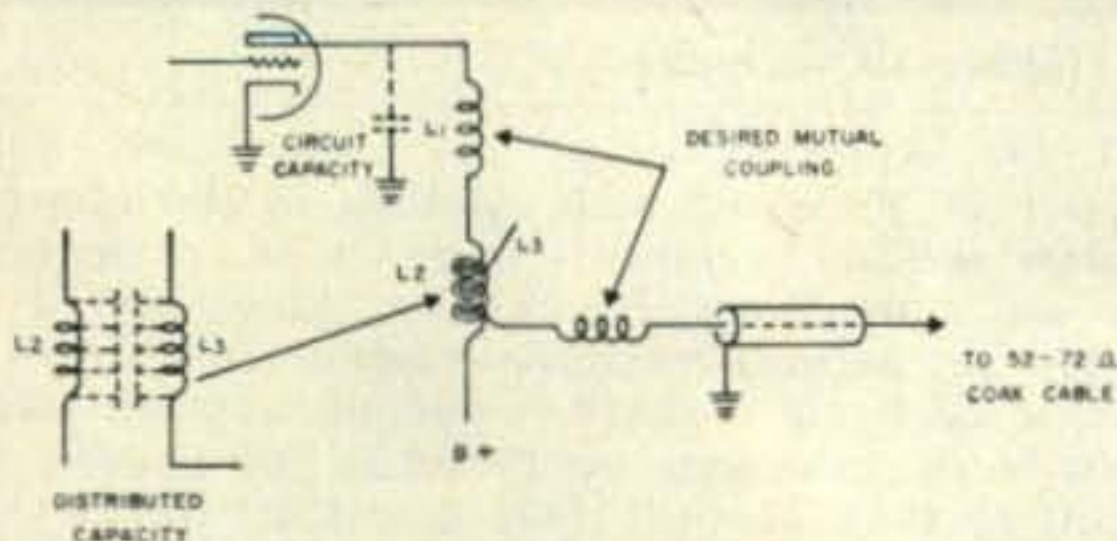 CIRCUIT
CAPACITY
L1
DESIRED MUTUAL
COUPLING
L3
L2
L2
L3
TO 52-72 Ω
COAX CABLE
B+
DISTRIBUTED
CAPACITY